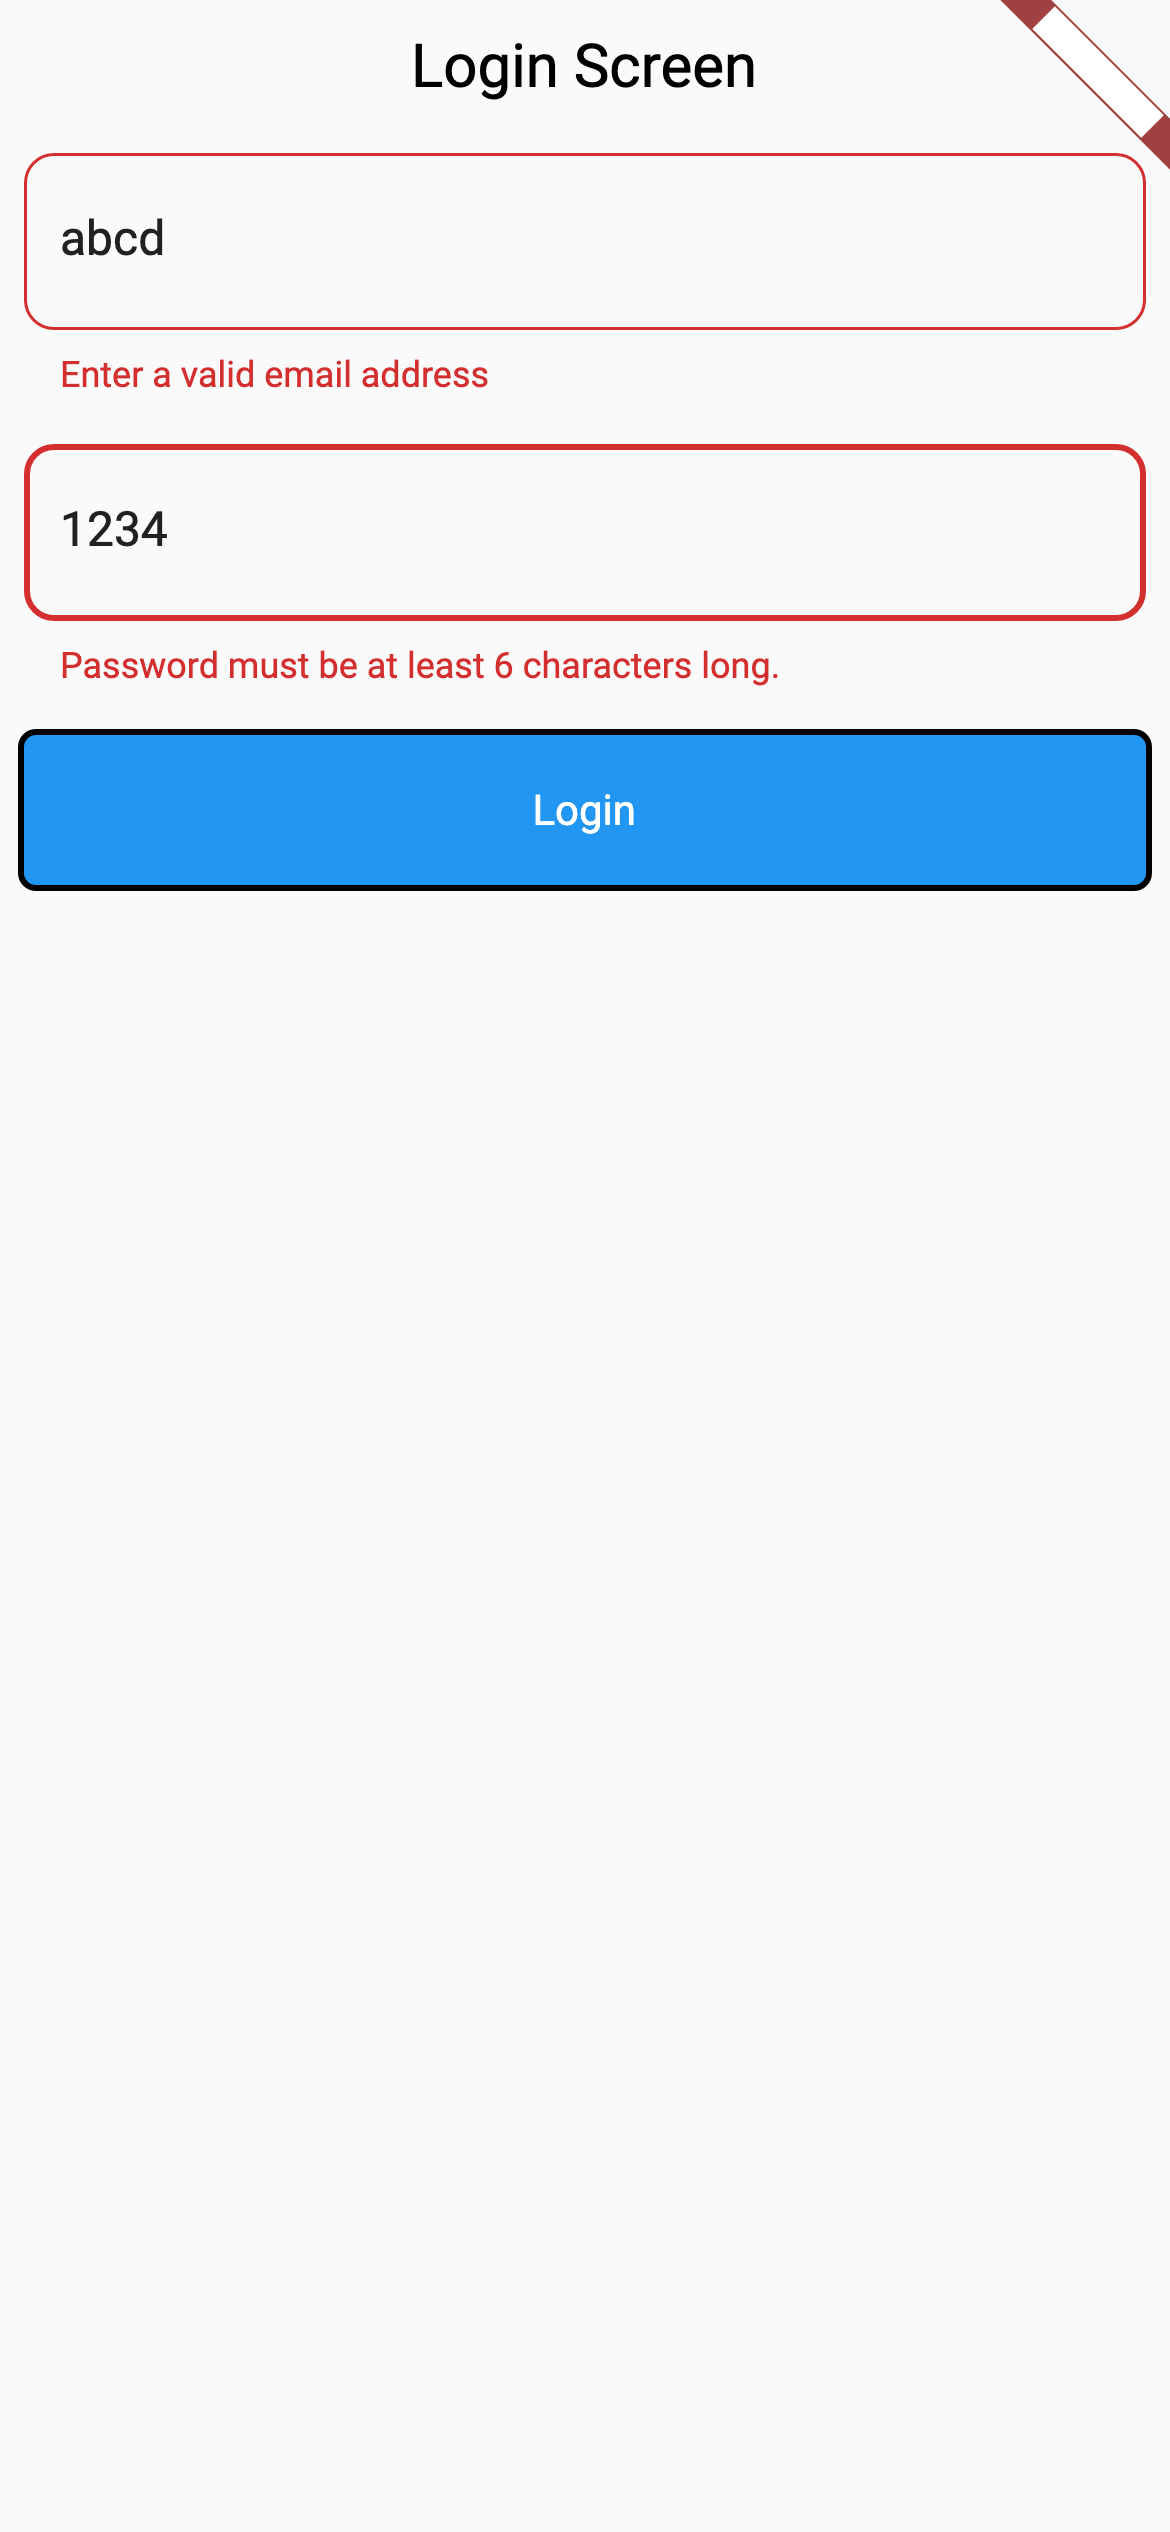 Login Screen
abcd
Enter a valid email address
1234
Password must be at least 6 characters long.
Login